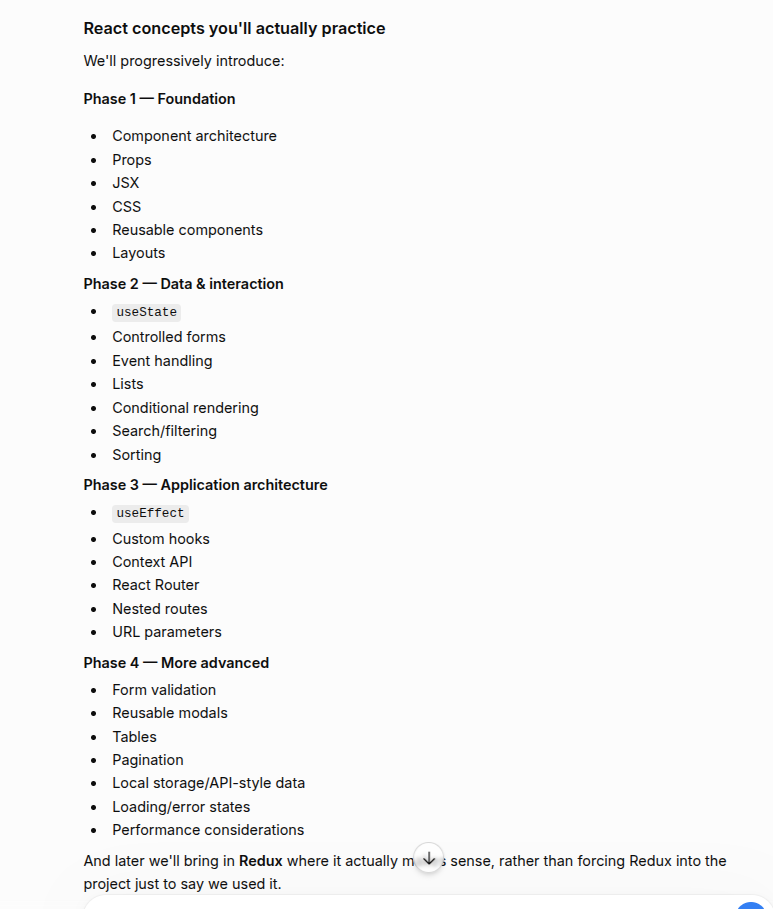 React concepts you'll actually practice
We'll progressively introduce:
Phase 1 — Foundation
Component architecture
Props
JSX
CSS
Reusable components
Layouts
Phase 2 — Data & interaction
useState
Controlled forms
Event handling
Lists
Conditional rendering
Search/filtering
Sorting
Phase 3 — Application architecture
useEffect
Custom hooks
Context API
React Router
Nested routes
URL parameters
Phase 4 — More advanced
Form validation
Reusable modals
Tables
Pagination
Local storage/API-style data
Loading/error states
Performance considerations
And later we'll bring in Redux where it actually sense, rather than forcing Redux into the
project just to say we used it.